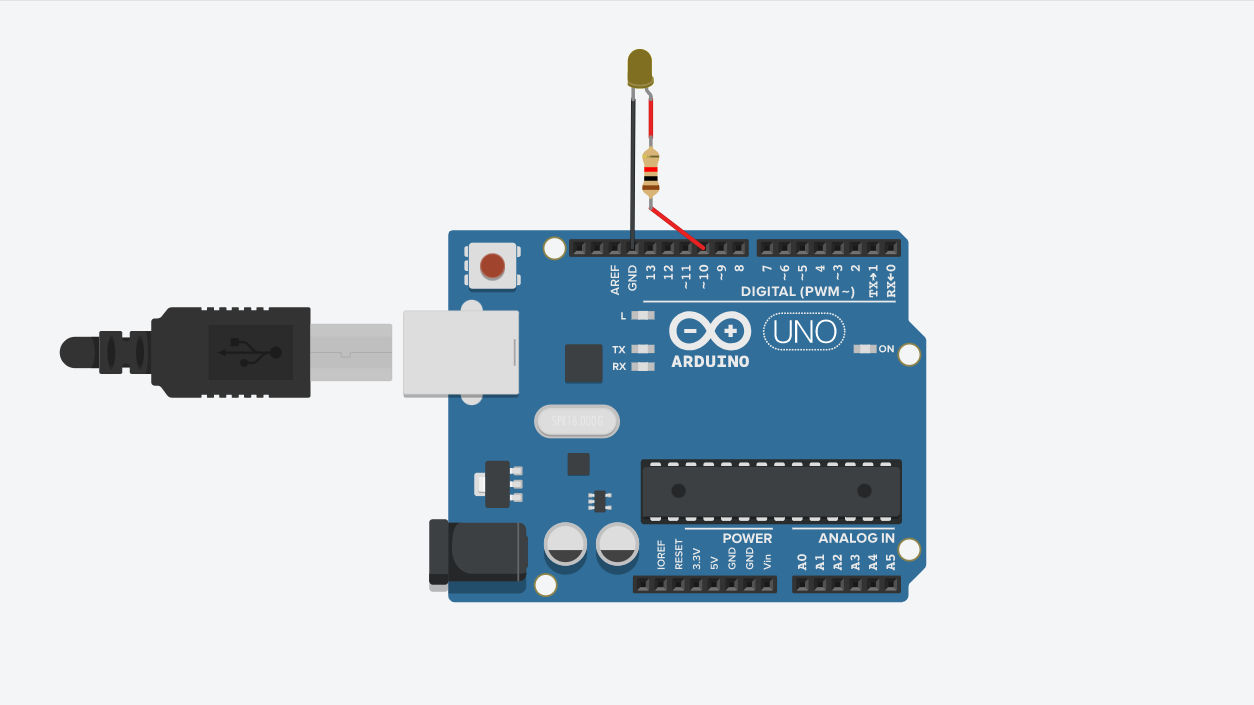 AREF
GND
13
12
~11
~10
~9
8
7
~6
~5
4
~3
2
TX→1
RX←0
DIGITAL (PWM~)
L
TX
RX
ARDUINO
UNO
ON
SPK16.000G
POWER
ANALOG IN
IOREF
RESET
3.3V
5V
GND
GND
Vin
A0
A1
A2
A3
A4
A5